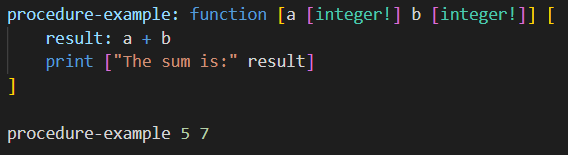 procedure-example: function [a [integer!] b [integer!]] [
    result: a + b
    print ["The sum is:" result]
]

procedure-example 5 7